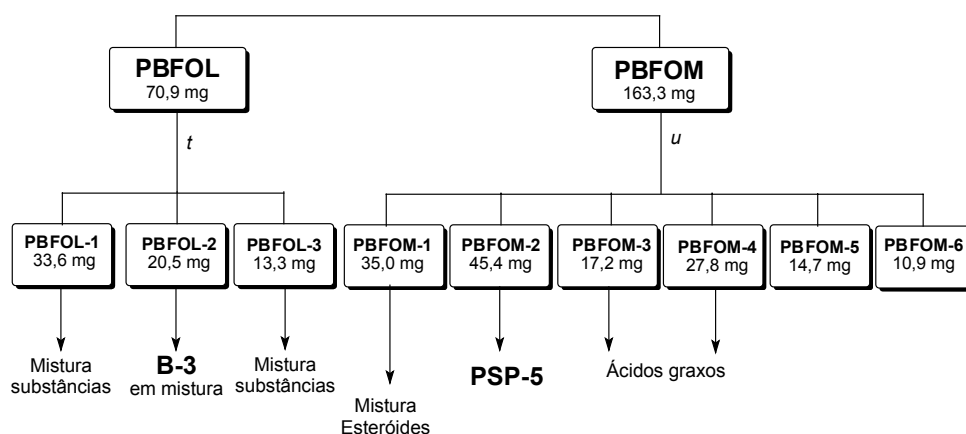 PBFOL
70,9 mg
PBFOM
163,3 mg
t
u
PBFOL-1
33,6 mg
PBFOL-2
20,5 mg
PBFOL-3
13,3 mg
PBFOM-1
35,0 mg
PBFOM-2
45,4 mg
PBFOM-3
17,2 mg
PBFOM-4
27,8 mg
PBFOM-5
14,7 mg
PBFOM-6
10,9 mg
Mistura
substâncias
B-3
em mistura
Mistura
substâncias
Mistura
Esteróides
PSP-5
Ácidos graxos